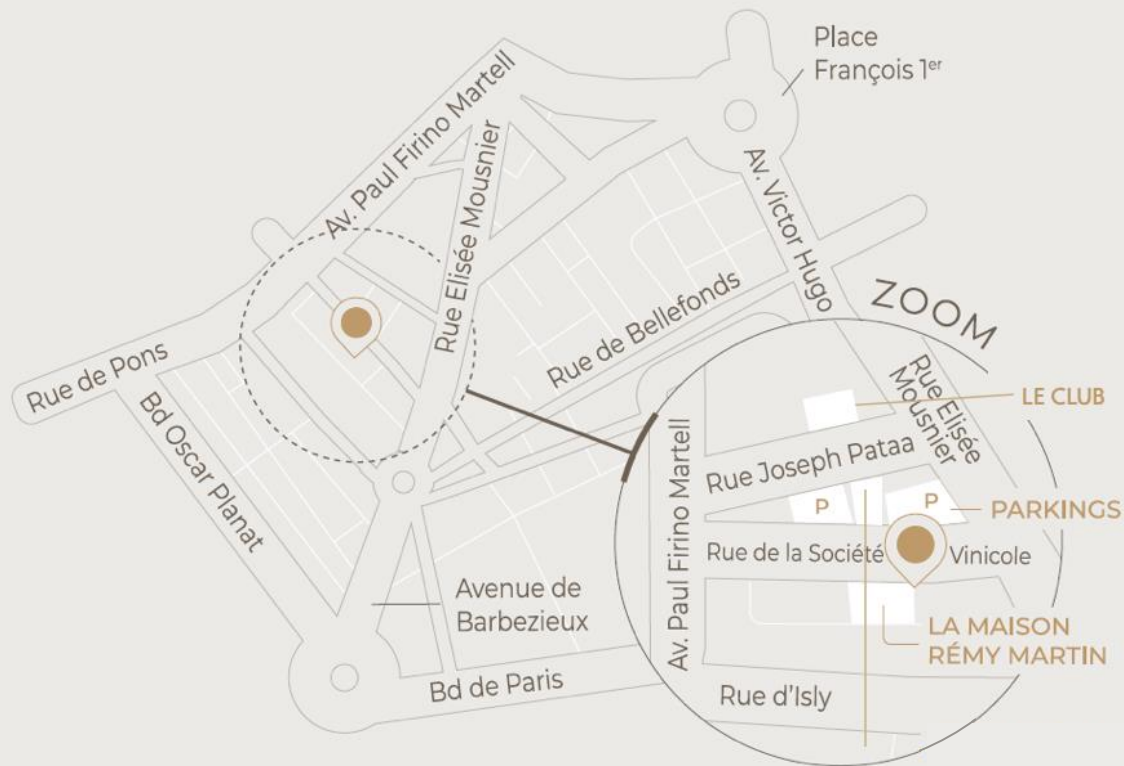 Place
François 1er
Av. Paul Firino Martell
Rue Elisée Mousnier
Av. Victor Hugo
Rue de Bellefonds
Rue de Pons
Bd Oscar Planat
Avenue de
Barbezieux
Bd de Paris
ZOOM
Rue Elisée
Mousnier
LE CLUB
Rue Joseph Pataa
Av. Paul Firino Martell
P
P
PARKINGS
Rue de la Société Vinicole
LA MAISON
RÉMY MARTIN
Rue d'Isly